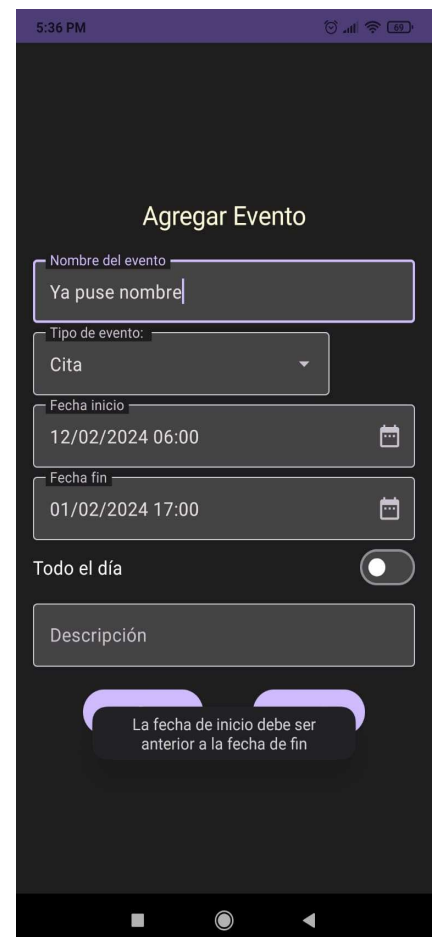 5:36 PM
69
Agregar Evento
Nombre del evento
Ya puse nombre
Tipo de evento:
Cita
Fecha inicio
12/02/2024 06:00
Fecha fin
01/02/2024 17:00
Todo el día
Descripción
La fecha de inicio debe ser
anterior a la fecha de fin